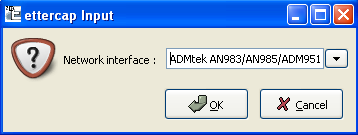 ettercap Input
Network interface :
ADMtek AN983/AN985/ADM951
OK
Cancel